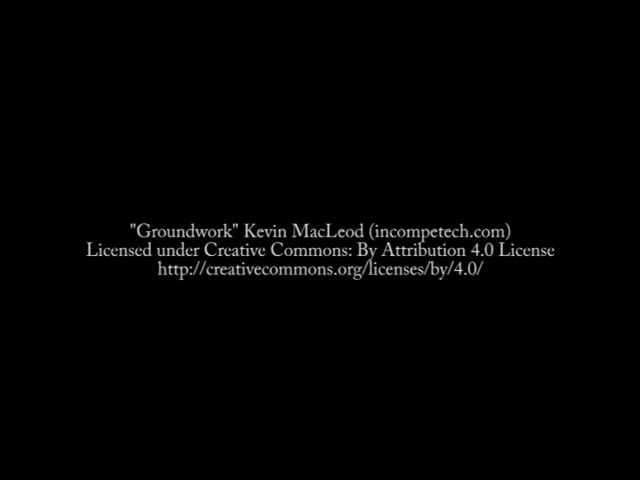 "Groundwork" Kevin MacLeod (incompetech.com)
Licensed under Creative Commons: By Attribution 4.0 License
http://creativecommons.org/licenses/by/4.0/